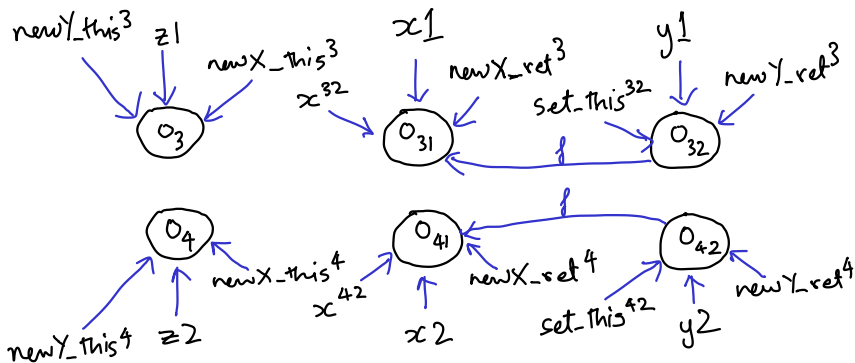 newY_this³ z1 x1 y1
newX_this³ newX_ret³ newY_ret³
x³² set_this³²
O₃ O₃₁ O₃₂
f
f
O₄ O₄₁ O₄₂
newX_this⁴ newX_ret⁴ newY_ret⁴
x⁴² set_this⁴²
newY_this⁴ z2 x2 y2